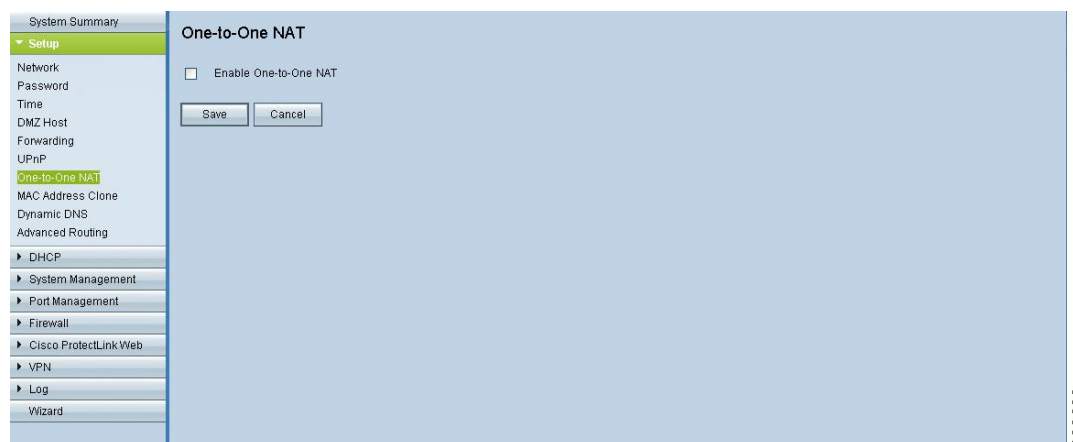 System Summary
Setup
Network
Password
Time
DMZ Host
Forwarding
UPnP
One-to-One NAT
MAC Address Clone
Dynamic DNS
Advanced Routing
DHCP
System Management
Port Management
Firewall
Cisco ProtectLink Web
VPN
Log
Wizard
One-to-One NAT
Enable One-to-One NAT
Save Cancel